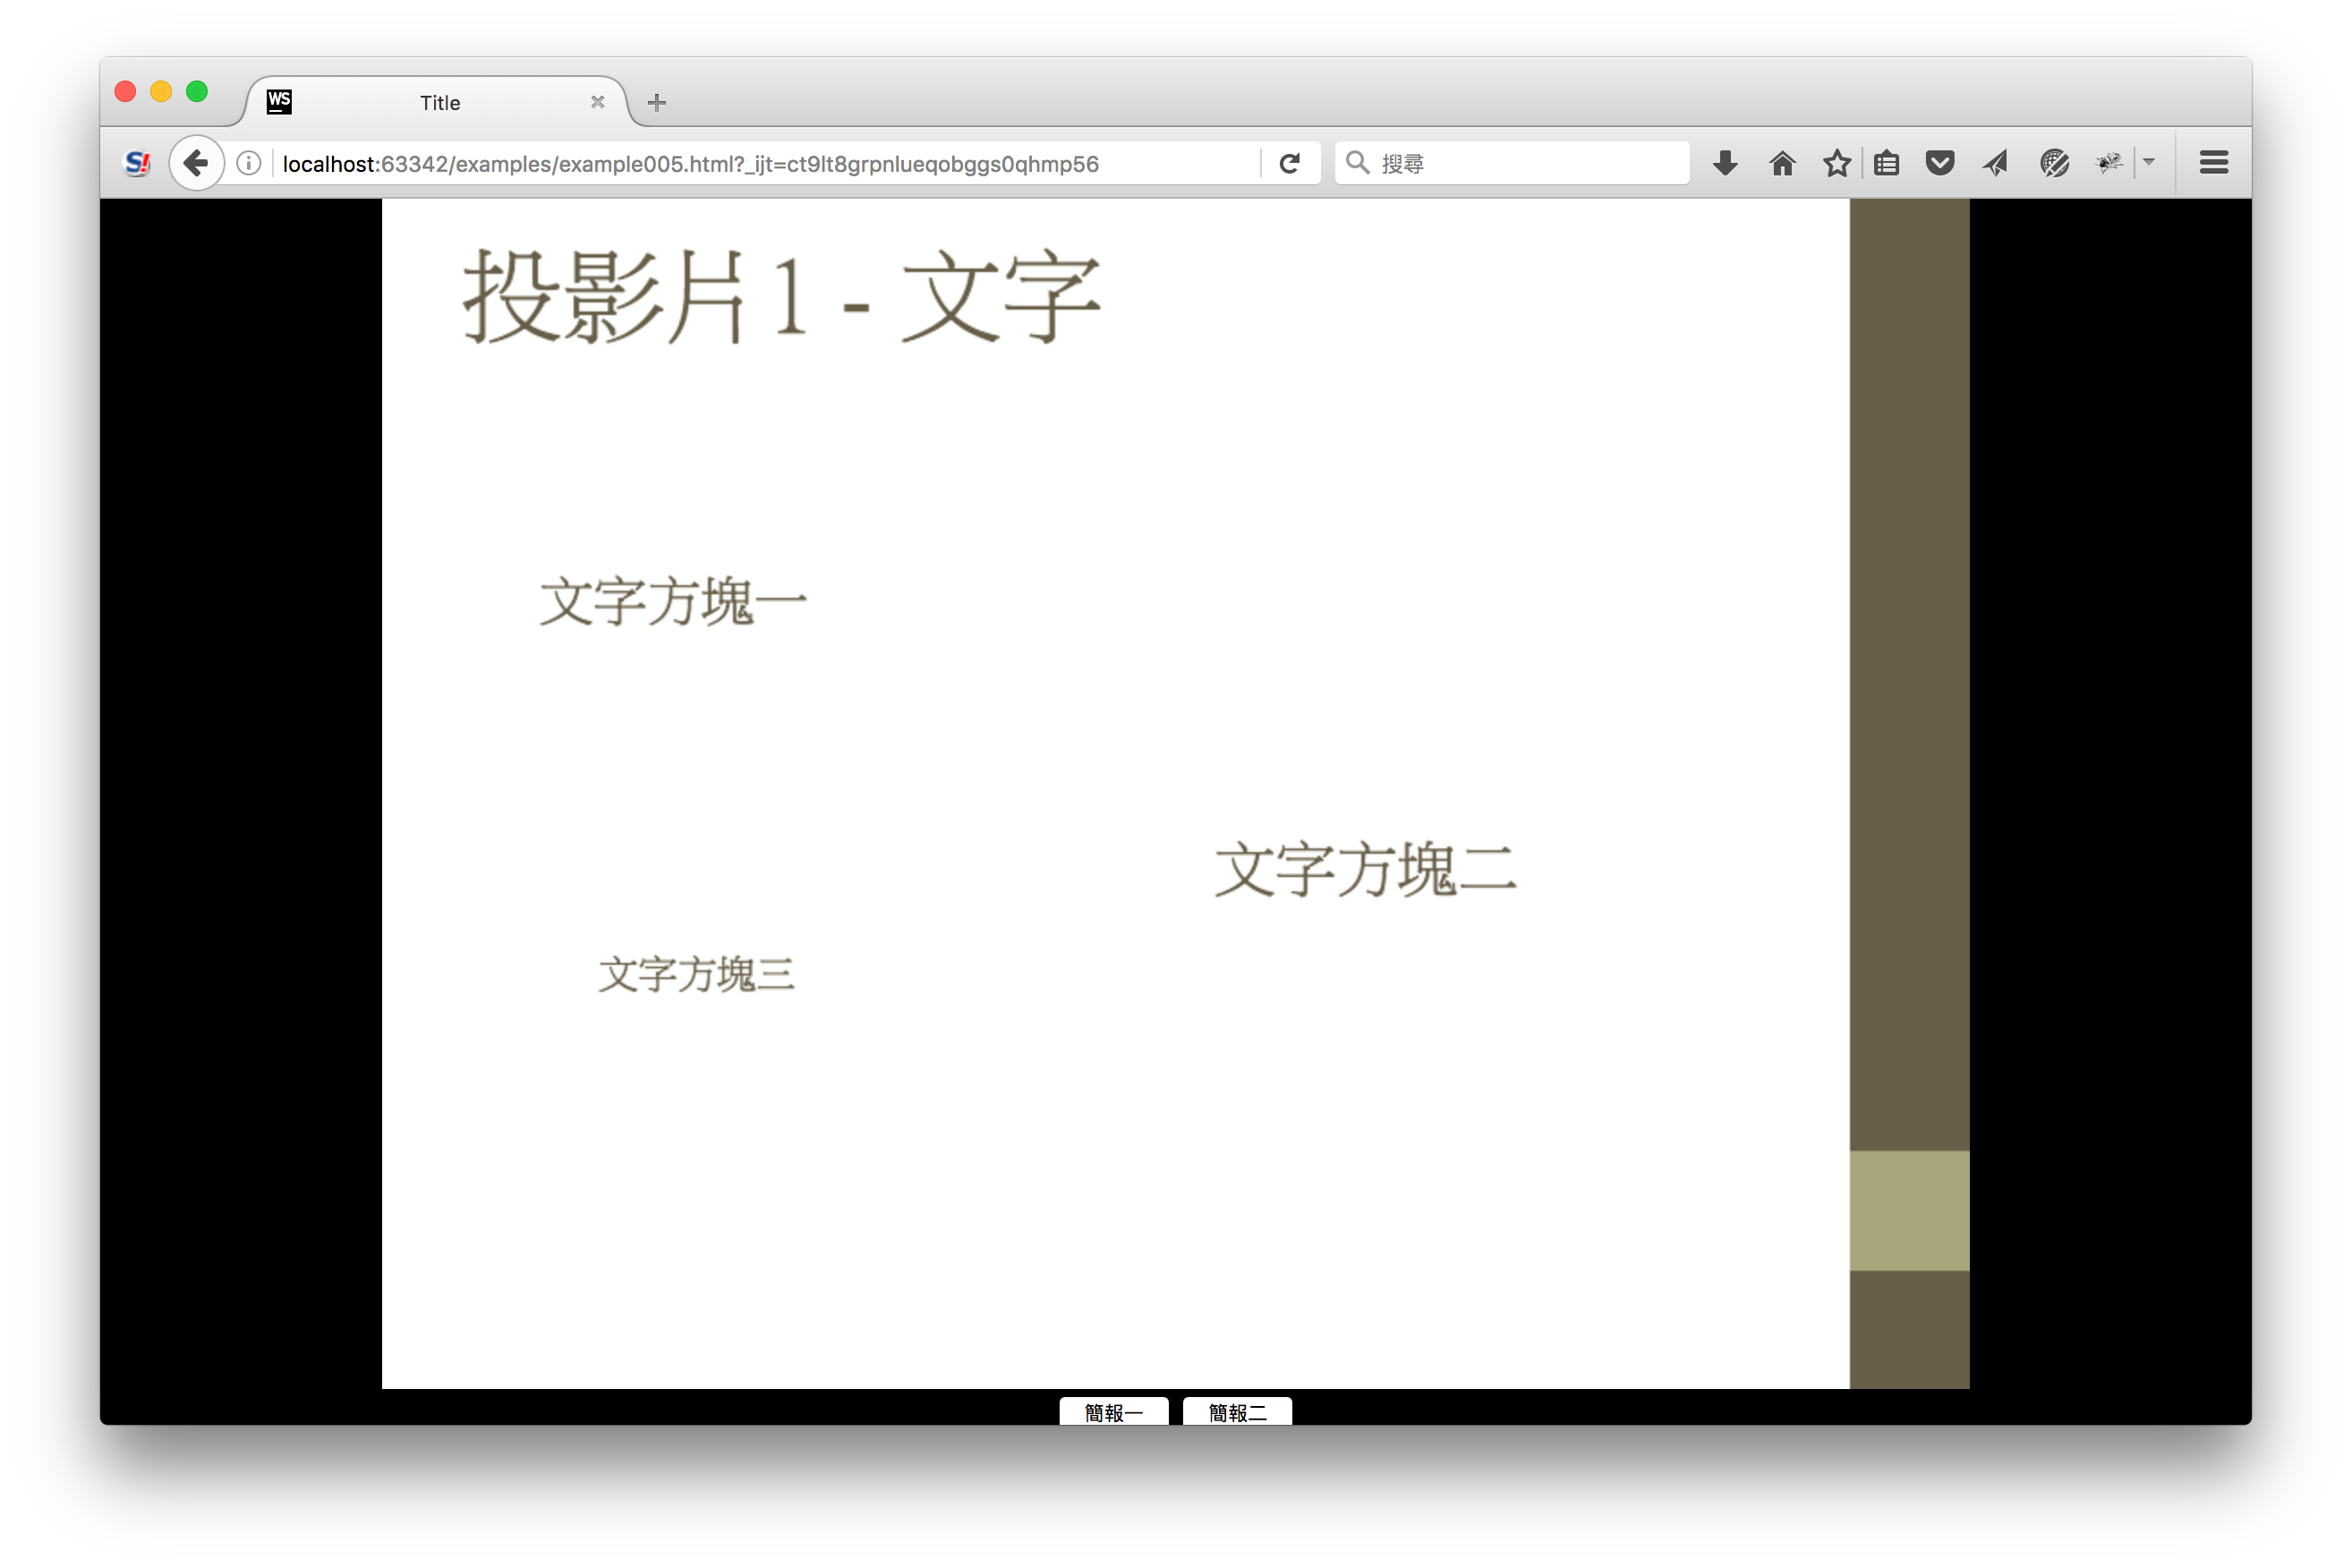 WS
Title
S!
localhost:63342/examples/example005.html?_ijt=ct9lt8grpnlueqobggs0qhmp56
搜尋
投影片1 - 文字
文字方塊一
文字方塊二
文字方塊三
簡報一
簡報二